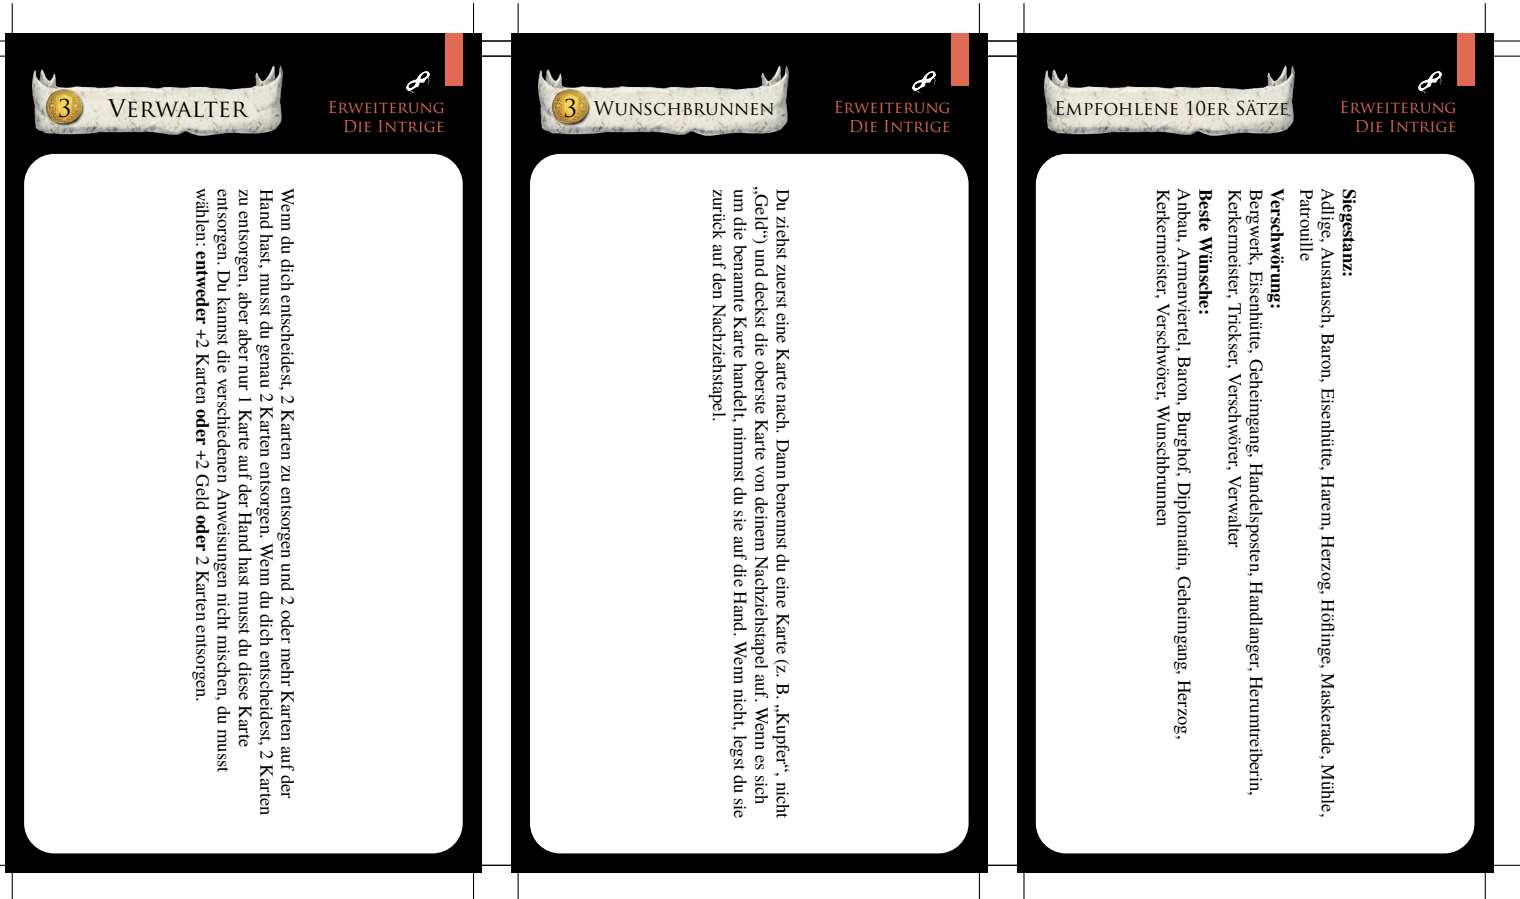 3 VERWALTER
ERWEITERUNG
DIE INTRIGE
Wenn du dich entscheidest, 2 Karten zu entsorgen und 2 oder mehr Karten auf der
Hand hast, musst du genau 2 Karten entsorgen. Wenn du dich entscheidest, 2 Karten
zu entsorgen, aber aber nur 1 Karte auf der Hand hast musst du diese Karte
entsorgen. Du kannst die verschiedenen Anweisungen nicht mischen, du musst
wählen: entweder +2 Karten oder +2 Geld oder 2 Karten entsorgen.
3 WUNSCHBRUNNEN
ERWEITERUNG
DIE INTRIGE
Du ziehst zuerst eine Karte nach. Dann benennst du eine Karte (z. B. „Kupfer“, nicht
„Geld“) und deckst die oberste Karte von deinem Nachziehstapel auf. Wenn es sich
um die benannte Karte handelt, nimmst du sie auf die Hand. Wenn nicht, legst du sie
zurück auf den Nachziehstapel.
EMPFOHLENE 10ER SÄTZE
ERWEITERUNG
DIE INTRIGE
Siegestanz:
Adlige, Austausch, Baron, Eisenhütte, Harem, Herzog, Höflinge, Maskerade, Mühle,
Patrouille
Verschwörung:
Bergwerk, Eisenhütte, Geheimgang, Handelsposten, Handlanger, Herumtreiberin,
Kerkermeister, Trickser, Verschwörer, Verwalter
Beste Wünsche:
Anbau, Armenviertel, Baron, Burghof, Diplomatin, Geheimgang, Herzog,
Kerkermeister, Verschwörer, Wunschbrunnen